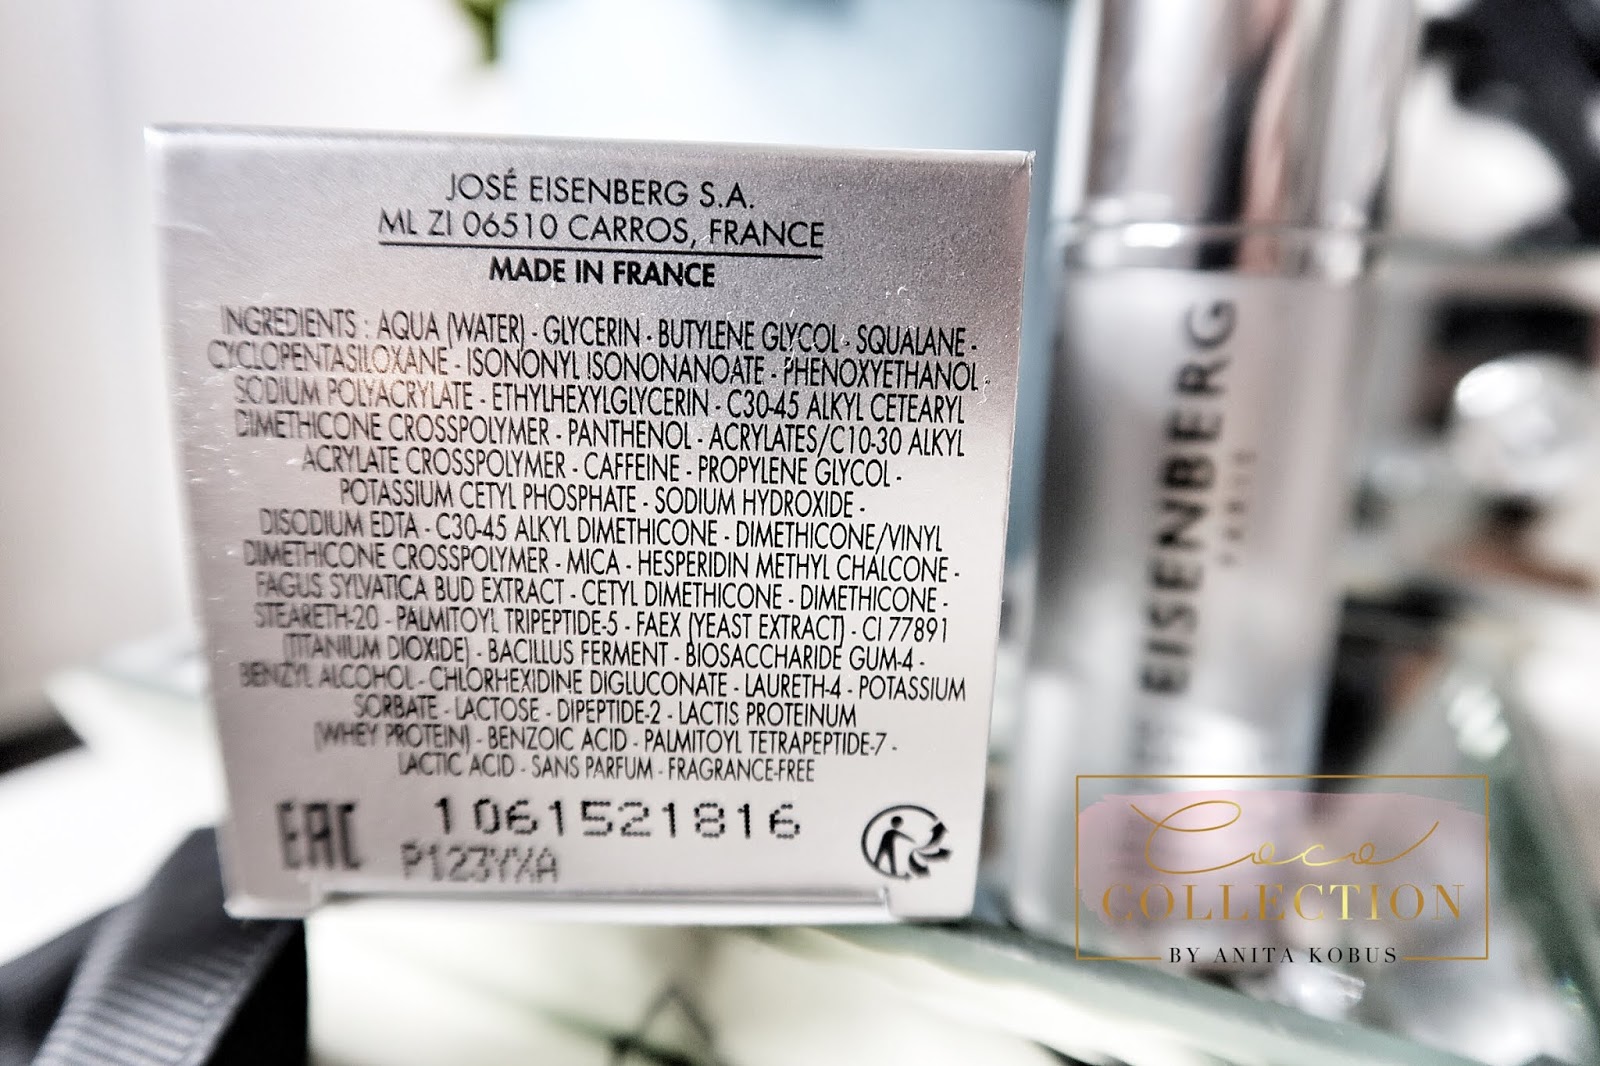 JOSÉ EISENBERG S.A.
ML ZI 06510 CARROS, FRANCE
MADE IN FRANCE
INGREDIENTS : AQUA (WATER) - GLYCERIN - BUTYLENE GLYCOL - SQUALANE -
CYCLOPENTASILOXANE - ISONONYL ISONONANOATE - PHENOXYETHANOL -
SODIUM POLYACRYLATE - ETHYLHEXYLGLYCERIN - C30-45 ALKYL CETEARYL
DIMETHICONE CROSSPOLYMER - PANTHENOL - ACRYLATES/C10-30 ALKYL
ACRYLATE CROSSPOLYMER - CAFFEINE - PROPYLENE GLYCOL -
POTASSIUM CETYL PHOSPHATE - SODIUM HYDROXIDE -
DISODIUM EDTA - C30-45 ALKYL DIMETHICONE - DIMETHICONE/VINYL
DIMETHICONE CROSSPOLYMER - MICA - HESPERIDIN METHYL CHALCONE -
FAGUS SYLVATICA BUD EXTRACT - CETYL DIMETHICONE - DIMETHICONE -
STEARETH-20 - PALMITOYL TRIPEPTIDE-5 - FAEX (YEAST EXTRACT) - CI 77891
(TITANIUM DIOXIDE) - BACILLUS FERMENT - BIOSACCHARIDE GUM-4 -
BENZYL ALCOHOL - CHLORHEXIDINE DIGLUCONATE - LAURETH-4 - POTASSIUM
SORBATE - LACTOSE - DIPEPTIDE-2 - LACTIS PROTEINUM
(WHEY PROTEIN) - BENZOIC ACID - PALMITOYL TETRAPEPTIDE-7 -
LACTIC ACID - SANS PARFUM - FRAGRANCE-FREE
EAC
1061521816
P123YXA
EISENBERG
PARIS
Coco
COLLECTION
BY ANITA KOBUS